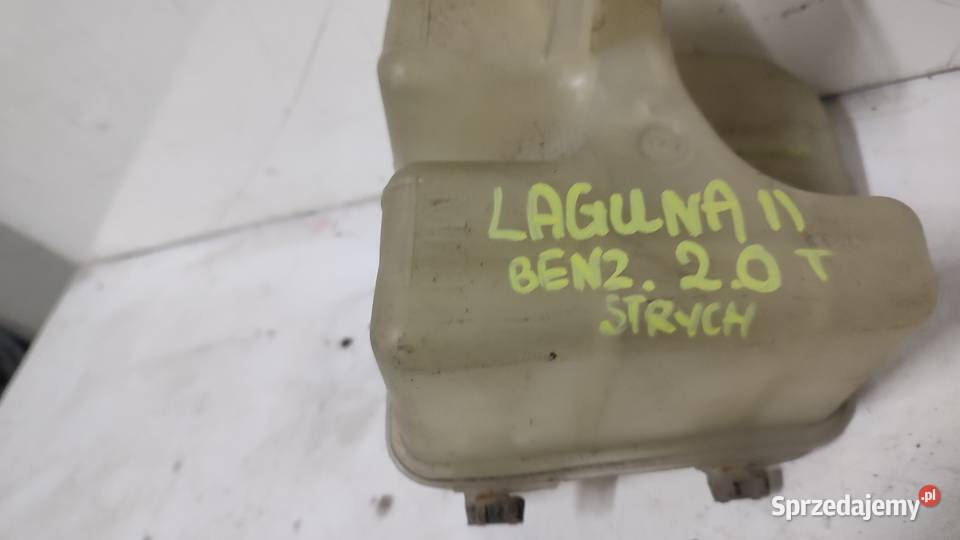 LAGUNA II
BENZ. 2.0 T
STRYCH
Sprzedajemy.pl